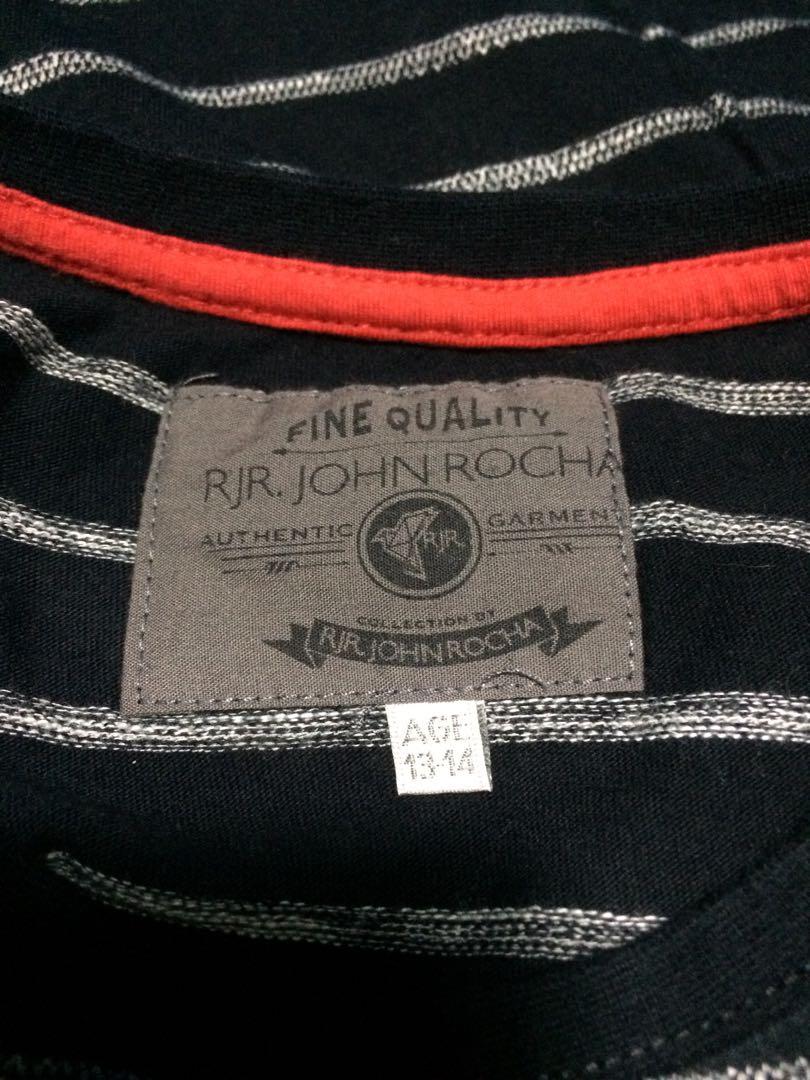 FINE QUALITY
RJR. JOHN ROCHA
AUTHENTIC RJR. GARMENT
COLLECTION BY
RJR. JOHN ROCHA
AGE
13-14